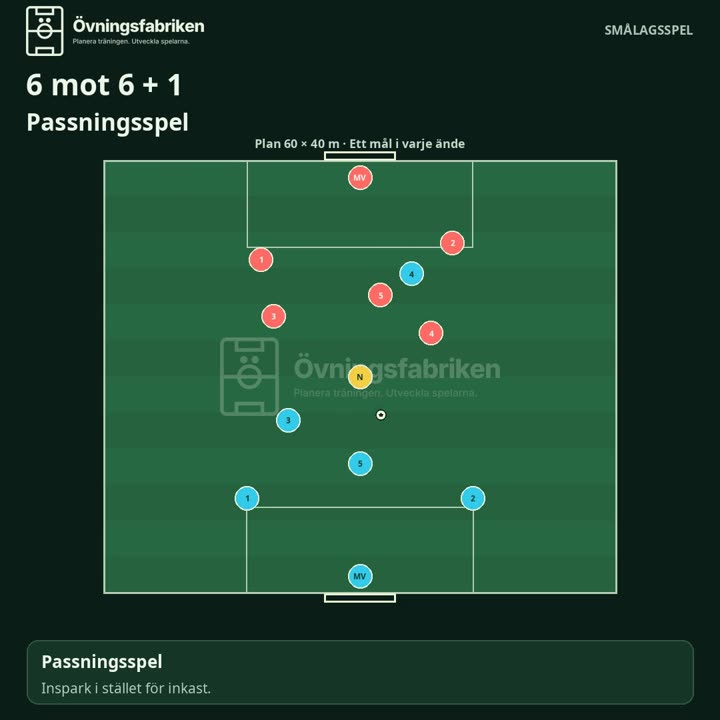 Övningsfabriken
Planera träningen. Utveckla spelarna.
SMÅLAGSSPEL
6 mot 6 + 1
Passningsspel
Plan 60 × 40 m · Ett mål i varje ände
MV
2
1
4
5
3
4
Övningsfabriken
N
Planera träningen. Utveckla spelarna.
3
5
1
2
MV
Passningsspel
Inspark i stället för inkast.